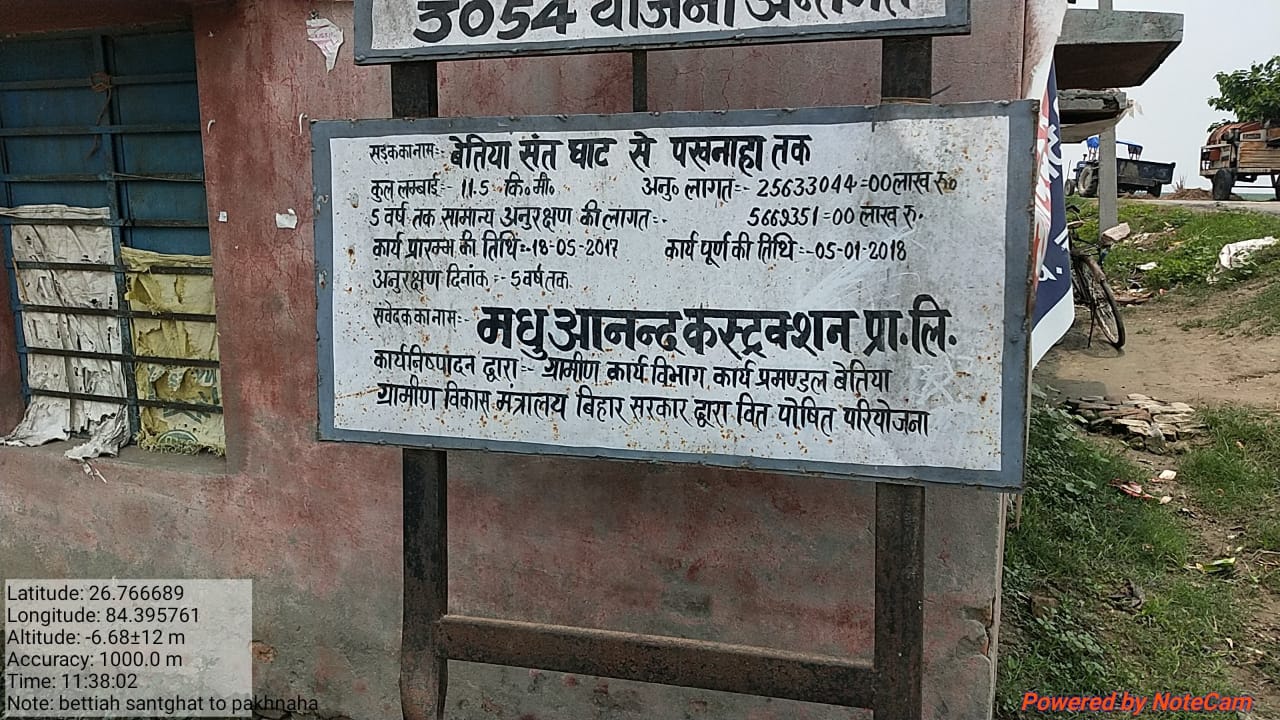 3054 योजना अन्तर्गत
सड़क का नाम:- बेतिया संत घाट से पखनाहा तक
कुल लम्बाई:- 11.5 कि०मी० अनु० लागत:- 25633044=00 लाख रु०
5 वर्ष तक सामान्य अनुरक्षण की लागत:- 5669351=00 लाख रु.
कार्य प्रारम्भ की तिथि:-18-05-2017 कार्य पूर्ण की तिथि:-05-01-2018
अनुरक्षण दिनांक:- 5 वर्ष तक
संवेदक का नाम:- मधु आनन्द कस्ट्रक्शन प्रा.लि.
कार्यनिष्पादन द्वारा:- ग्रामीण कार्य विभाग, कार्य प्रमण्डल बेतिया
ग्रामीण विकास मंत्रालय बिहार सरकार द्वारा वित पोषित परियोजना
Latitude: 26.766689
Longitude: 84.395761
Altitude: -6.68±12 m
Accuracy: 1000.0 m
Time: 11:38:02
Note: bettiah santghat to pakhnaha
Powered by NoteCam